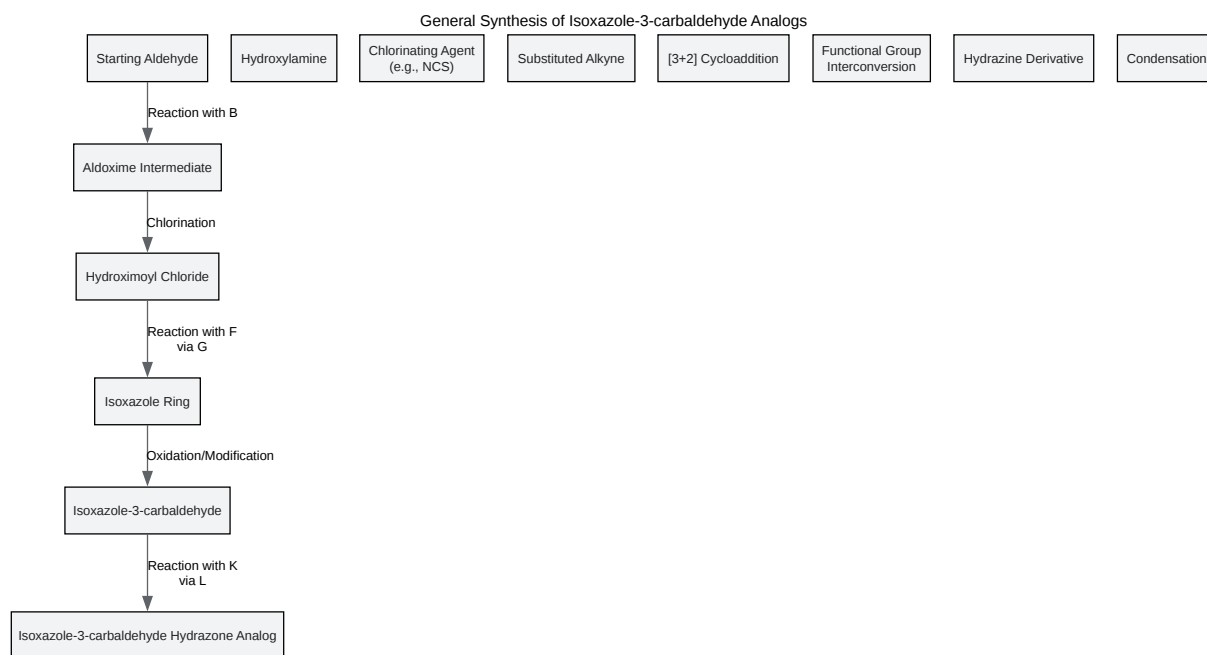 General Synthesis of Isoxazole-3-carbaldehyde Analogs
Starting Aldehyde
Hydroxylamine
Chlorinating Agent
(e.g., NCS)
Substituted Alkyne
[3+2] Cycloaddition
Functional Group
Interconversion
Hydrazine Derivative
Condensation
Reaction with B
Aldoxime Intermediate
Chlorination
Hydroximoyl Chloride
Reaction with F
via G
Isoxazole Ring
Oxidation/Modification
Isoxazole-3-carbaldehyde
Reaction with K
via L
Isoxazole-3-carbaldehyde Hydrazone Analog